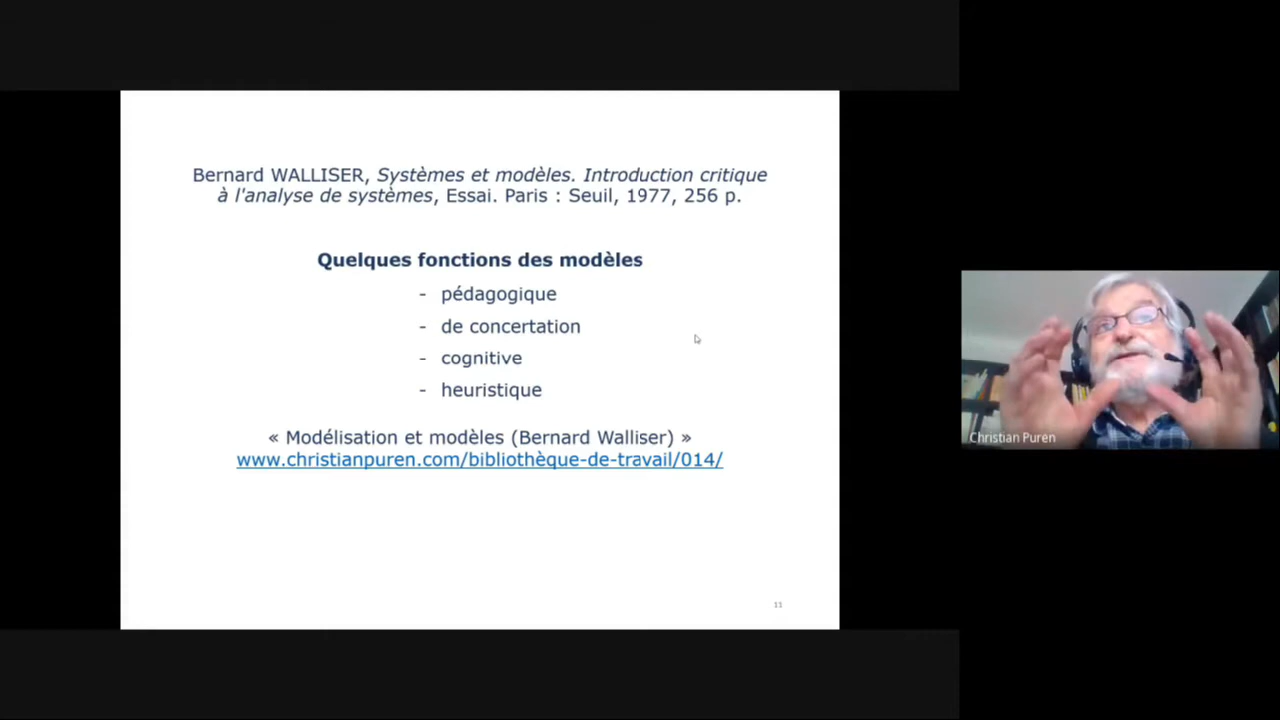 Bernard WALLISER, Systèmes et modèles. Introduction critique
à l'analyse de systèmes, Essai. Paris : Seuil, 1977, 256 p.
Quelques fonctions des modèles
- pédagogique
- de concertation
- cognitive
- heuristique
« Modélisation et modèles (Bernard Walliser) »
www.christianpuren.com/bibliothèque-de-travail/014/
11
Christian Puren